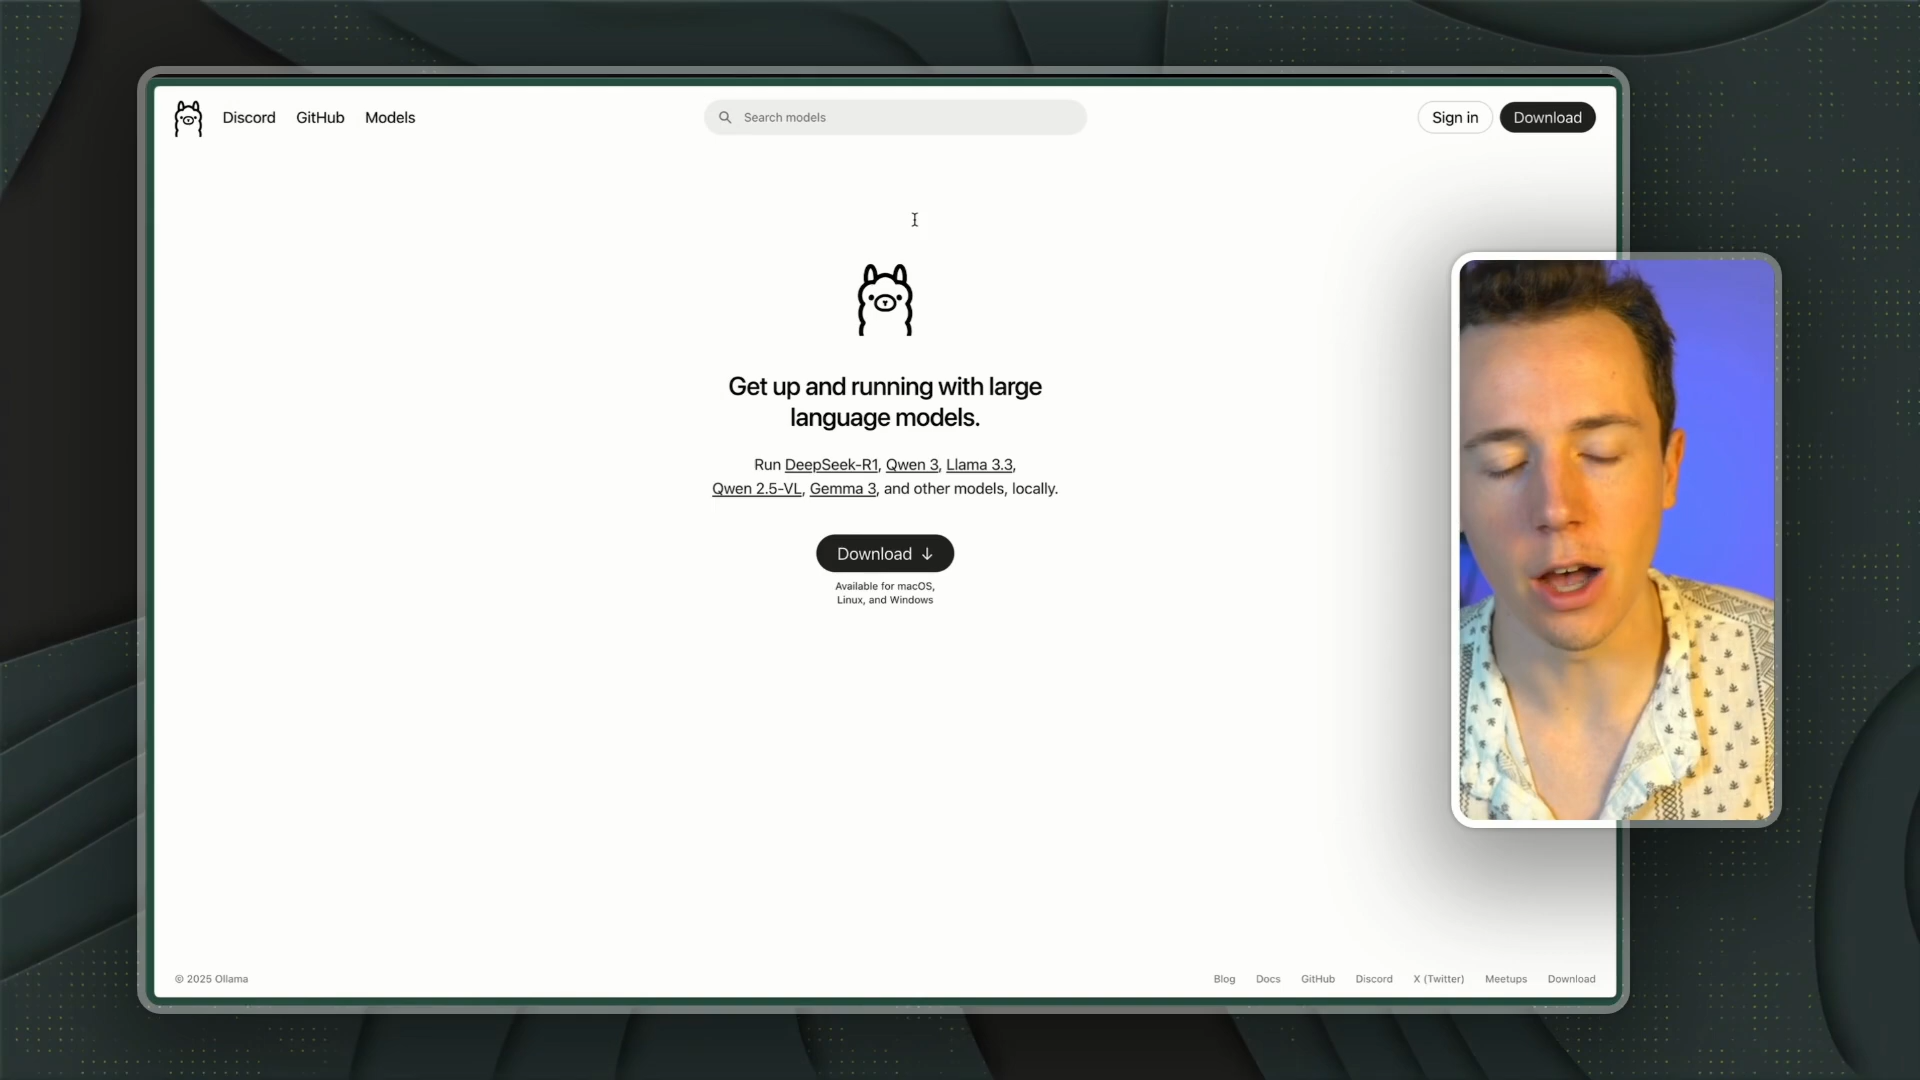 Discord GitHub Models
Search models
Sign in Download
Get up and running with large
language models.
Run DeepSeek-R1, Qwen 3, Llama 3.3,
Qwen 2.5-VL, Gemma 3, and other models, locally.
Download ↓
Available for macOS,
Linux, and Windows
© 2025 Ollama
Blog Docs GitHub Discord X (Twitter) Meetups Download